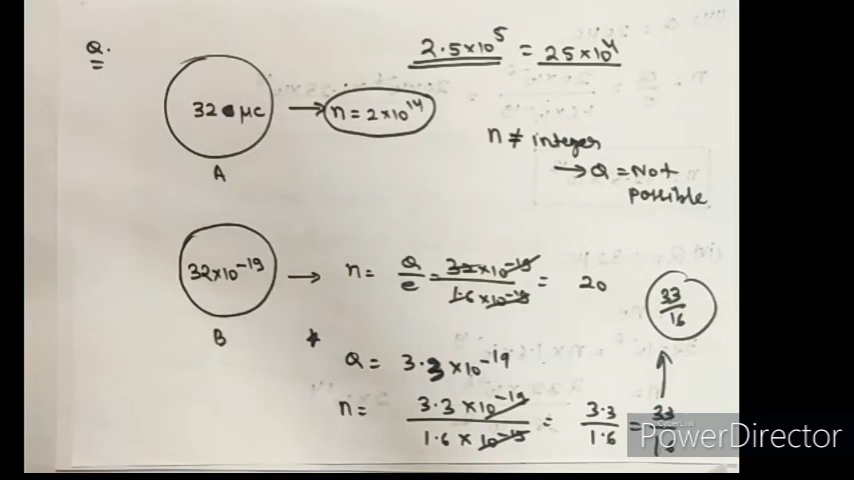 Q.
2.5×10^5 = 25×10^4
32 μc → n = 2×10^14
A
n ≠ integer
→ Q = Not
possible
32×10^-19 → n = Q/e = 32×10^-19 / 1.6×10^-19 = 20
B
33/16
* Q = 3.3×10^-19
n = 3.3×10^-19 / 1.6×10^-19 = 3.3/1.6 = 33
CyberLink
PowerDirector